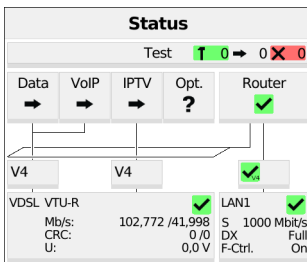 Status
Test 0 0 0
Data VoIP IPTV Opt. Router
?
V4 V4 V4
VDSL VTU-R LAN1
Mb/s: 102,772 /41,998 S 1000 Mbit/s
CRC: 0 /0 DX Full
U: 0,0 V F-Ctrl. On